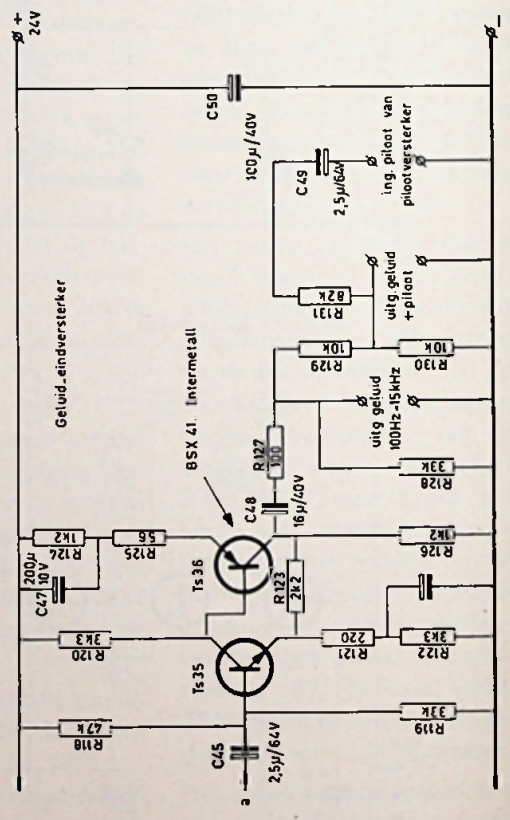 +
24V
Geluid-eindversterker
BSX 41. Intermetall
200µ
10V
C47
R124
1k2
R125
56
R120
3k3
R118
47k
Ts36
Ts35
C45
2,5µ/64V
a
R123
2k2
C48
16µ/40V
R127
100
R121
220
R122
3k3
R119
33k
R126
1k2
R128
33k
uitg geluid
100Hz-15kHz
R129
10k
R130
10k
R131
82k
uitg. geluid
+ piloot
C49
2,5µ/64V
ing. piloot van
pilootversterker
C50
100µ/40V
–